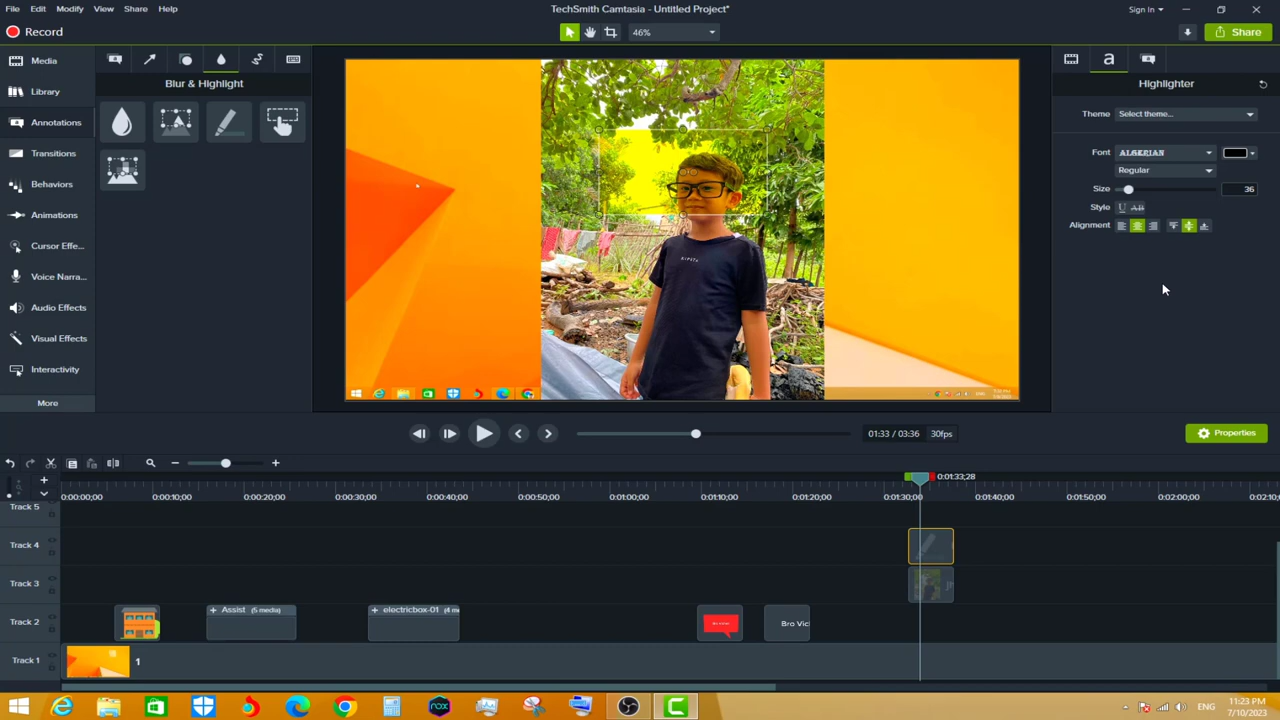 File Edit Modify View Share Help
TechSmith Camtasia - Untitled Project*
Sign In
Record
46%
Share
Media
Library
Annotations
Transitions
Behaviors
Animations
Cursor Effe...
Voice Narra...
Audio Effects
Visual Effects
Interactivity
More
Blur & Highlight
Highlighter
Theme Select theme...
Font ALGERIAN
Regular
Size 36
Style U Ab
Alignment
01:33 / 03:36 30fps
Properties
0:01:33;28
0:00:00;00 0:00:10;00 0:00:20;00 0:00:30;00 0:00:40;00 0:00:50;00 0:01:00;00 0:01:10;00 0:01:20;00 0:01:30;00 0:01:40;00 0:01:50;00 0:02:00;00 0:02:10;
Track 5
Track 4
Track 3
Track 2
+ Assist (5 media)
+ electricbox-01 (4 me
Bro Vic
Track 1
1
ENG
11:23 PM
7/10/2023